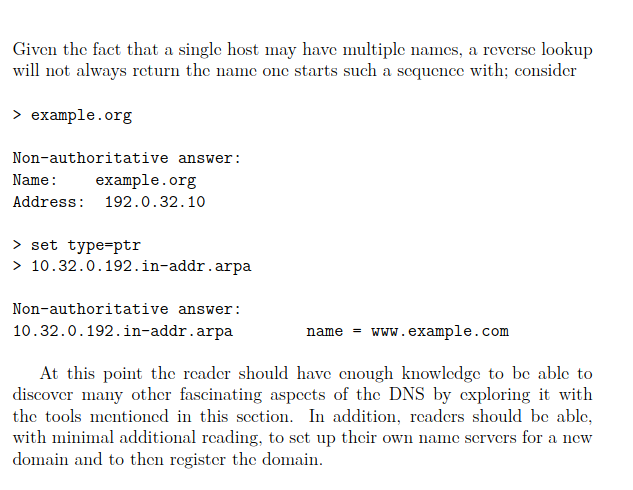 Given the fact that a single host may have multiple names, a reverse lookup
will not always return the name one starts such a sequence with; consider
> example.org
Non-authoritative answer:
Name:    example.org
Address:  192.0.32.10
> set type=ptr
> 10.32.0.192.in-addr.arpa
Non-authoritative answer:
10.32.0.192.in-addr.arpa        name = www.example.com
At this point the reader should have enough knowledge to be able to
discover many other fascinating aspects of the DNS by exploring it with
the tools mentioned in this section. In addition, readers should be able,
with minimal additional reading, to set up their own name servers for a new
domain and to then register the domain.